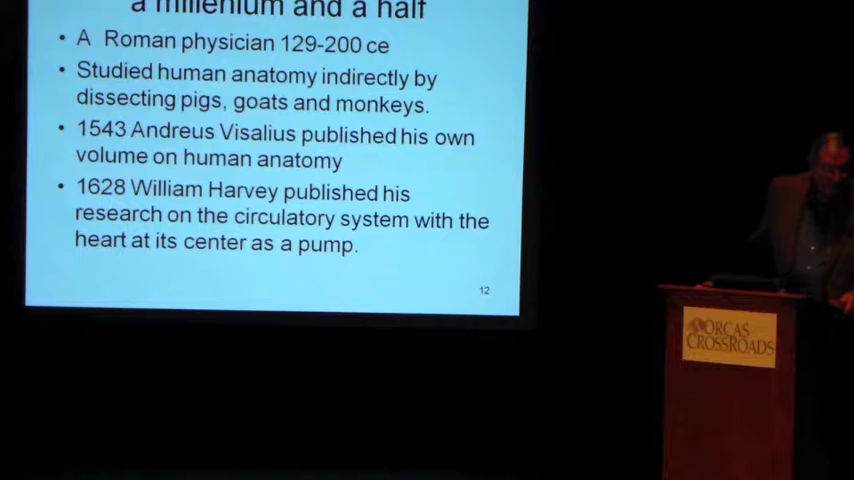 a millenium and a half
• A Roman physician 129-200 ce
• Studied human anatomy indirectly by
dissecting pigs, goats and monkeys.
• 1543 Andreus Visalius published his own
volume on human anatomy
• 1628 William Harvey published his
research on the circulatory system with the
heart at its center as a pump.
12
ORCAS
CROSSROADS